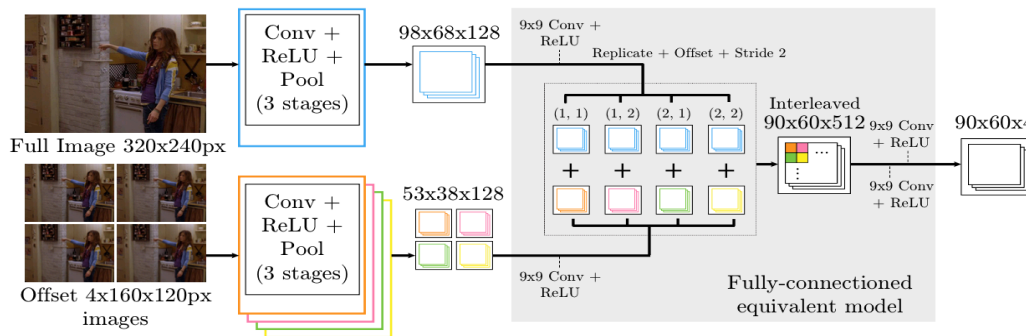 Conv +
ReLU +
Pool
(3 stages)
98x68x128
9x9 Conv +
ReLU
Replicate + Offset + Stride 2
(1, 1) (1, 2) (2, 1) (2, 2)
+ + + +
Interleaved
90x60x512
9x9 Conv
+ ReLU
90x60x4
9x9 Conv
+ ReLU
Full Image 320x240px
Conv +
ReLU +
Pool
(3 stages)
53x38x128
9x9 Conv +
ReLU
Fully-connectioned
equivalent model
Offset 4x160x120px
images